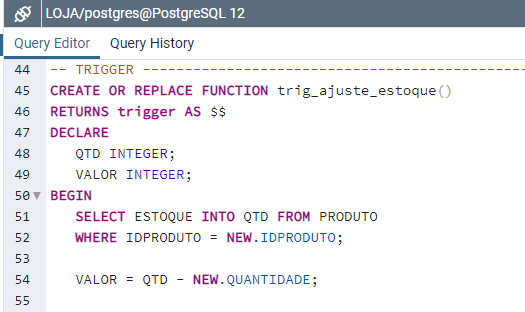 LOJA/postgres@PostgreSQL 12
Query Editor Query History
44 -- TRIGGER --------------------------------------------------
45 CREATE OR REPLACE FUNCTION trig_ajuste_estoque()
46 RETURNS trigger AS $$
47 DECLARE
48 QTD INTEGER;
49 VALOR INTEGER;
50 BEGIN
51 SELECT ESTOQUE INTO QTD FROM PRODUTO
52 WHERE IDPRODUTO = NEW.IDPRODUTO;
53
54 VALOR = QTD - NEW.QUANTIDADE;
55